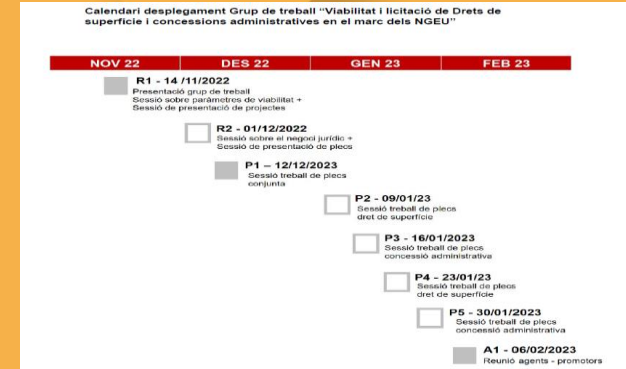 Calendari desplegament Grup de treball "Viabilitat i licitació de Drets de
superfície i concessions administratives en el marc dels NGEU"
NOV 22 DES 22 GEN 23 FEB 23
R1 - 14 /11/2022
Presentació grup de treball
Sessió sobre paràmetres de viabilitat +
Sessió de presentació de projectes
R2 - 01/12/2022
Sessió sobre el negoci jurídic +
Sessió de presentació de plecs
P1 – 12/12/2023
Sessió treball de plecs
conjunta
P2 - 09/01/23
Sessió treball de plecs
dret de superfície
P3 - 16/01/2023
Sessió treball de plecs
concessió administrativa
P4 - 23/01/23
Sessió treball de plecs
dret de superfície
P5 - 30/01/2023
Sessió treball de plecs
concessió administrativa
A1 - 06/02/2023
Reunió agents - promotors